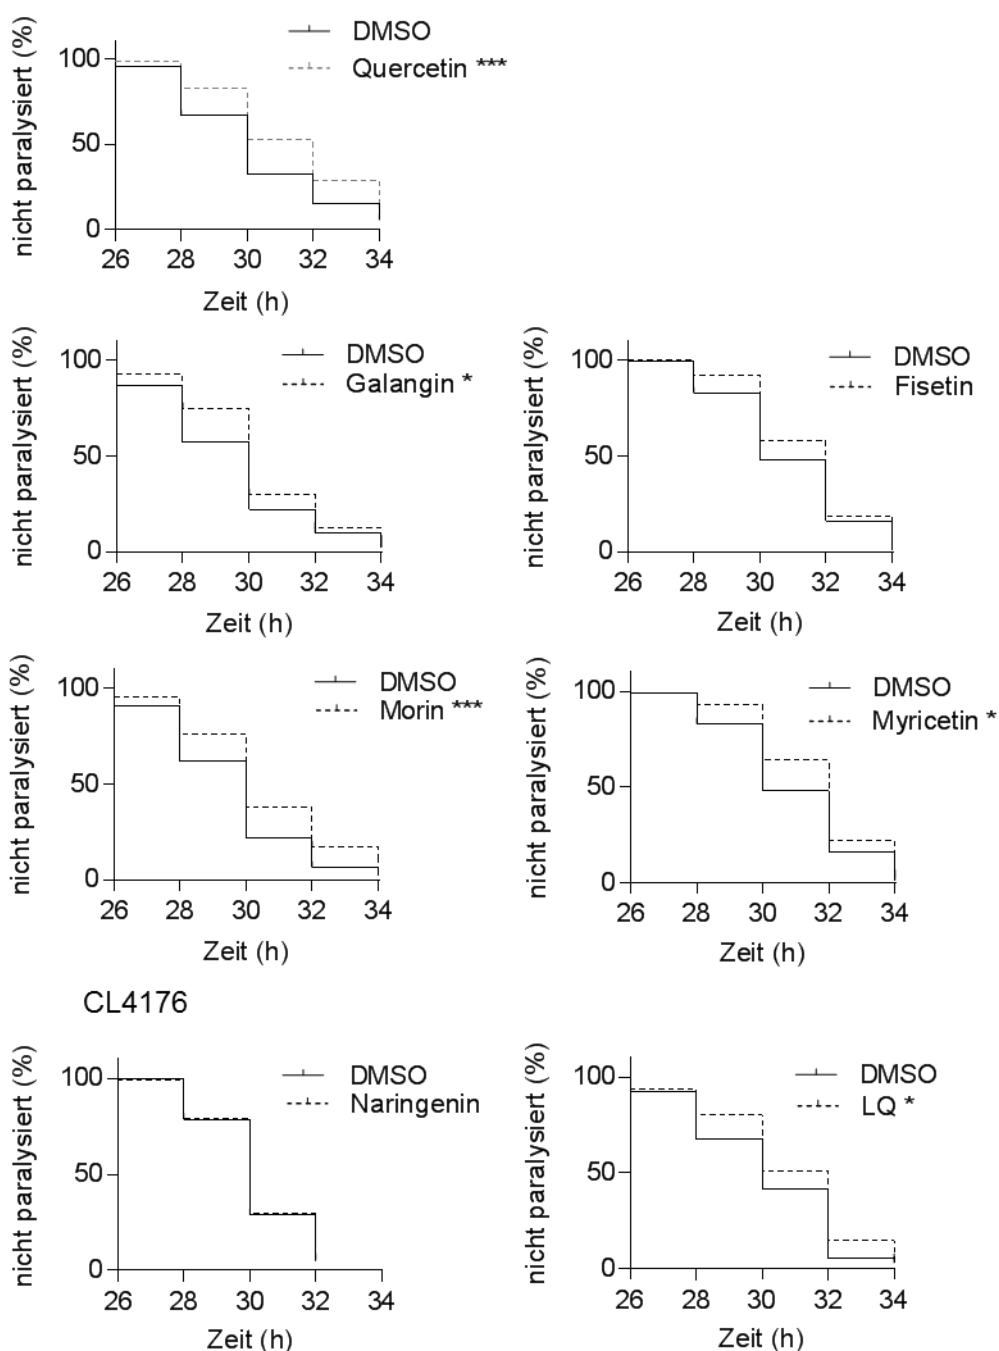 DMSO
Quercetin ***
nicht paralysiert (%)
100
50
0
26 28 30 32 34
Zeit (h)
DMSO
Galangin *
nicht paralysiert (%)
100
50
0
26 28 30 32 34
Zeit (h)
DMSO
Fisetin
nicht paralysiert (%)
100
50
0
26 28 30 32 34
Zeit (h)
DMSO
Morin ***
nicht paralysiert (%)
100
50
0
26 28 30 32 34
Zeit (h)
DMSO
Myricetin *
nicht paralysiert (%)
100
50
0
26 28 30 32 34
Zeit (h)
CL4176
DMSO
Naringenin
nicht paralysiert (%)
100
50
0
26 28 30 32 34
Zeit (h)
DMSO
LQ *
nicht paralysiert (%)
100
50
0
26 28 30 32 34
Zeit (h)